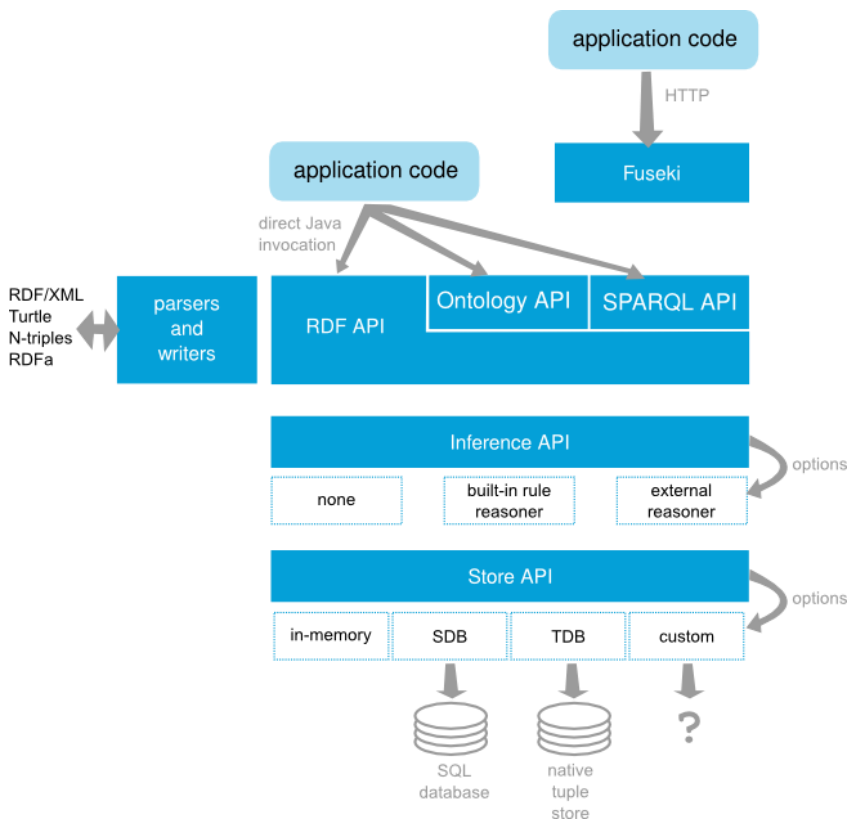 application code
HTTP
Fuseki
application code
direct Java
invocation
RDF/XML
Turtle
N-triples
RDFa
parsers
and
writers
RDF API
Ontology API
SPARQL API
Inference API
options
none
built-in rule
reasoner
external
reasoner
Store API
options
in-memory
SDB
TDB
custom
?
SQL
database
native
tuple
store